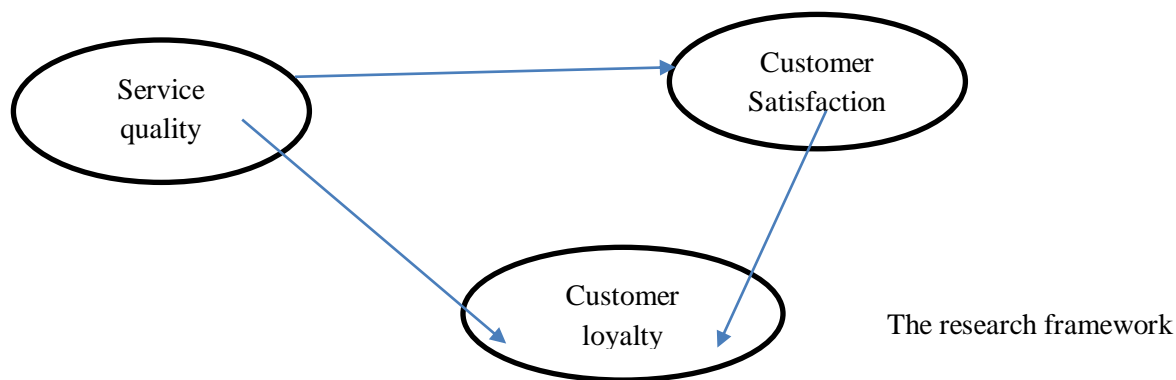 Service
quality
Customer
Satisfaction
Customer
loyalty
The research framework